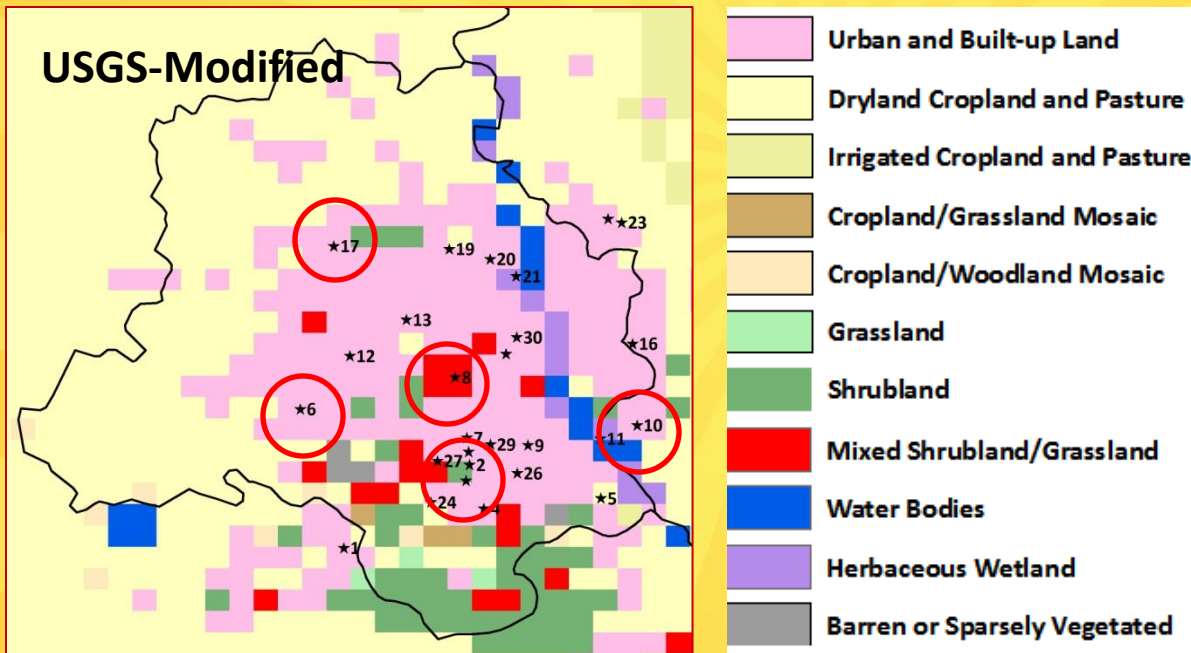 USGS-Modified
★23
★17
★19
★20
★21
★13
★30
★16
★12
★8
★6
★10
★7
★11
★29
★9
★27
★2
★26
★24
★4
★5
★1
Urban and Built-up Land
Dryland Cropland and Pasture
Irrigated Cropland and Pasture
Cropland/Grassland Mosaic
Cropland/Woodland Mosaic
Grassland
Shrubland
Mixed Shrubland/Grassland
Water Bodies
Herbaceous Wetland
Barren or Sparsely Vegetated